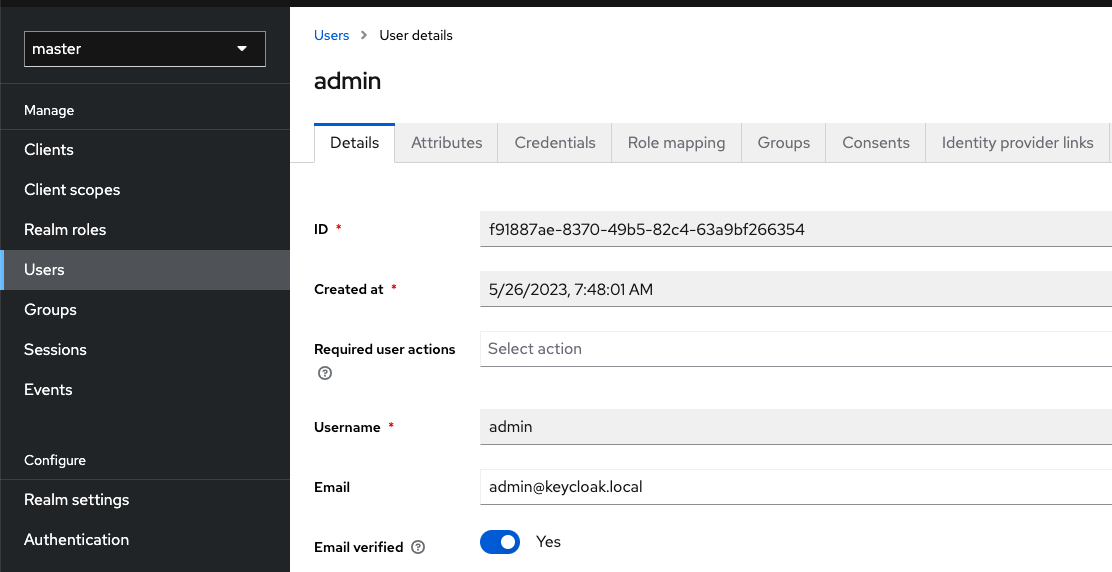 master
Manage
Clients
Client scopes
Realm roles
Users
Groups
Sessions
Events
Configure
Realm settings
Authentication
Users > User details
admin
Details Attributes Credentials Role mapping Groups Consents Identity provider links
ID * f91887ae-8370-49b5-82c4-63a9bf266354
Created at * 5/26/2023, 7:48:01 AM
Required user actions Select action
Username * admin
Email admin@keycloak.local
Email verified Yes